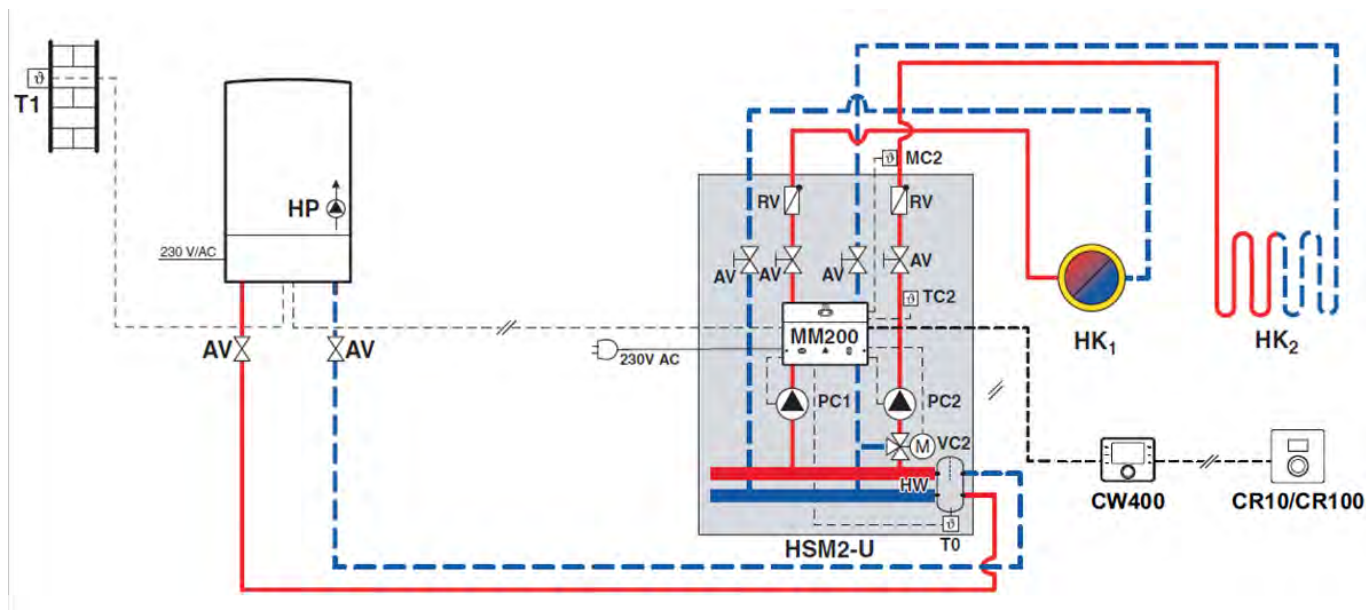 T1
HP
230 V/AC
AV
AV
MC2
RV
RV
AV
AV
AV
AV
TC2
MM200
230V AC
PC1
PC2
VC2
M
HW
T0
HSM2-U
HK1
HK2
CW400
CR10/CR100